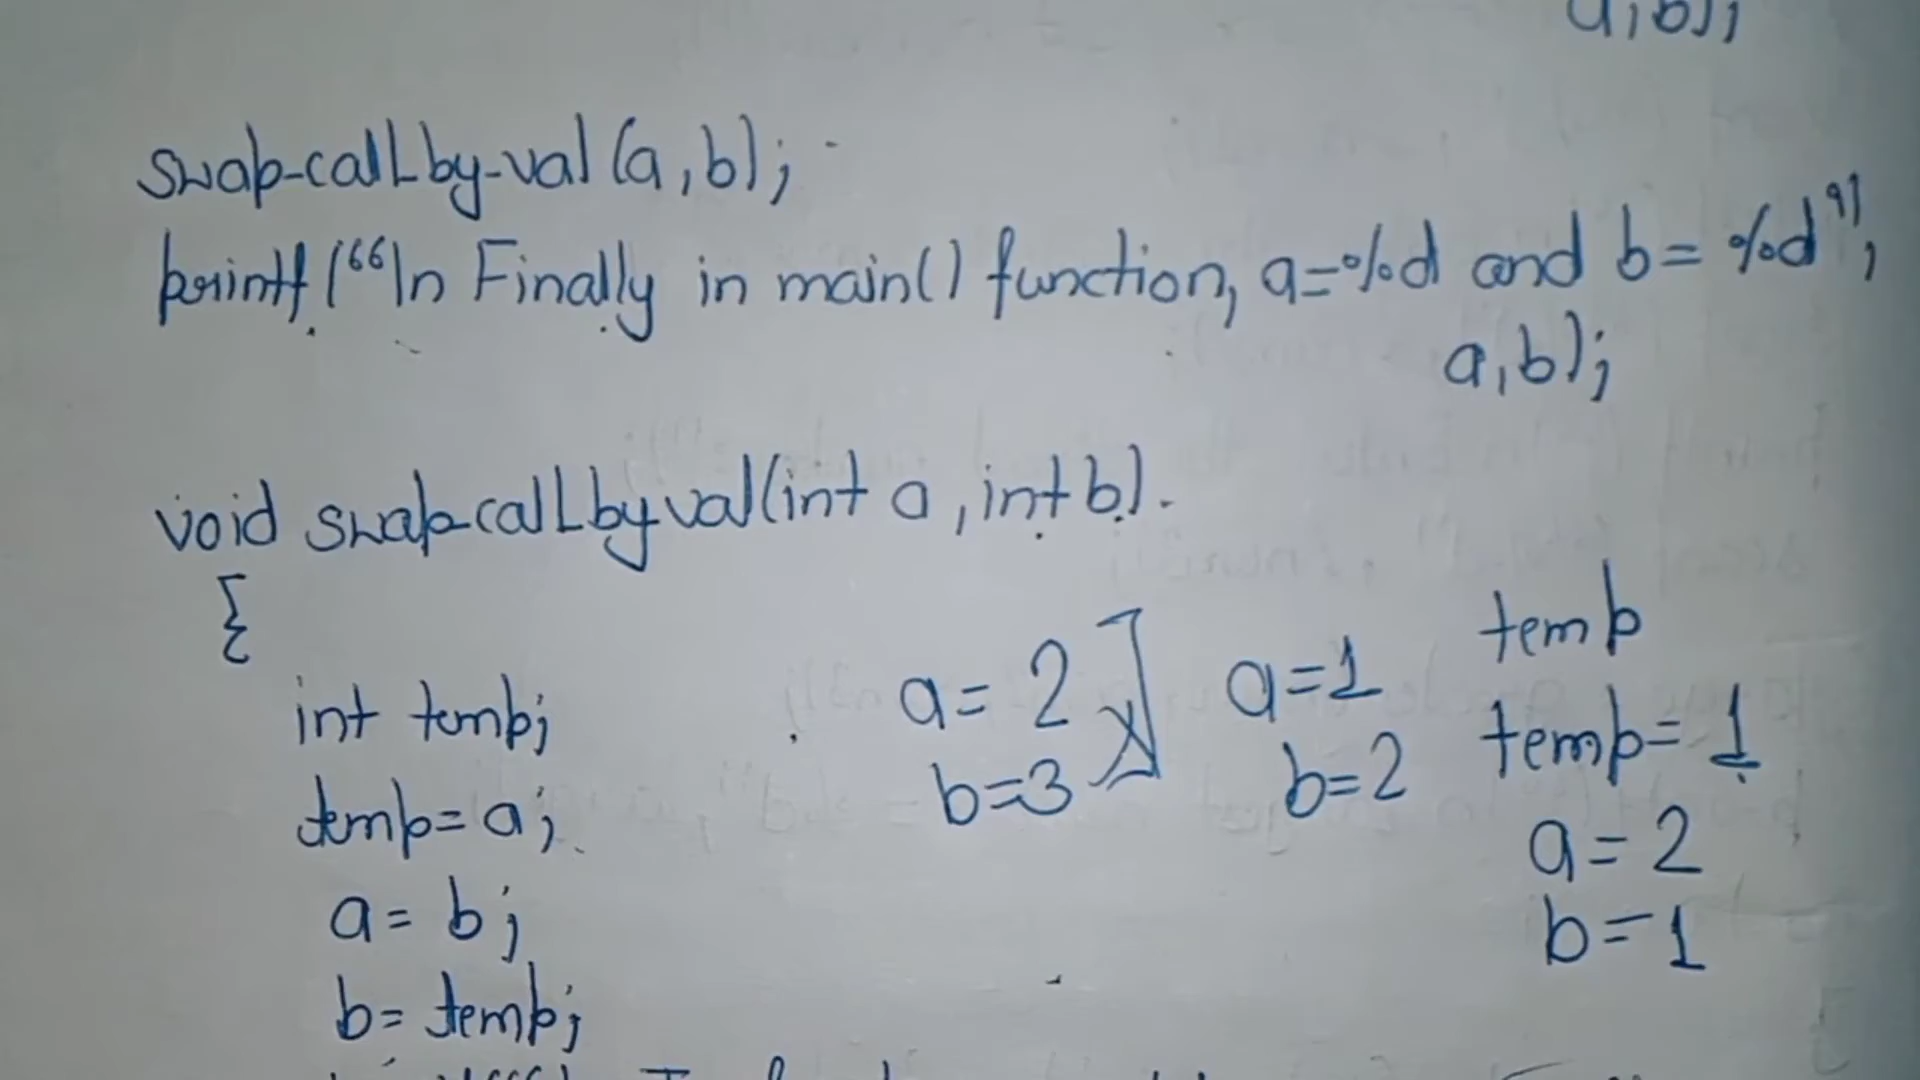 a,b);
swap-call by-val (a,b);
printf ("\n Finally in main() function, a=%d and b= %d",
a,b);
void swap-call by val(int a, int b).
{
int temp;
temp= a;
a= b;
b= temp;
a= 2
b=3
a=1
b=2
temp
temp= 1
a= 2
b=1